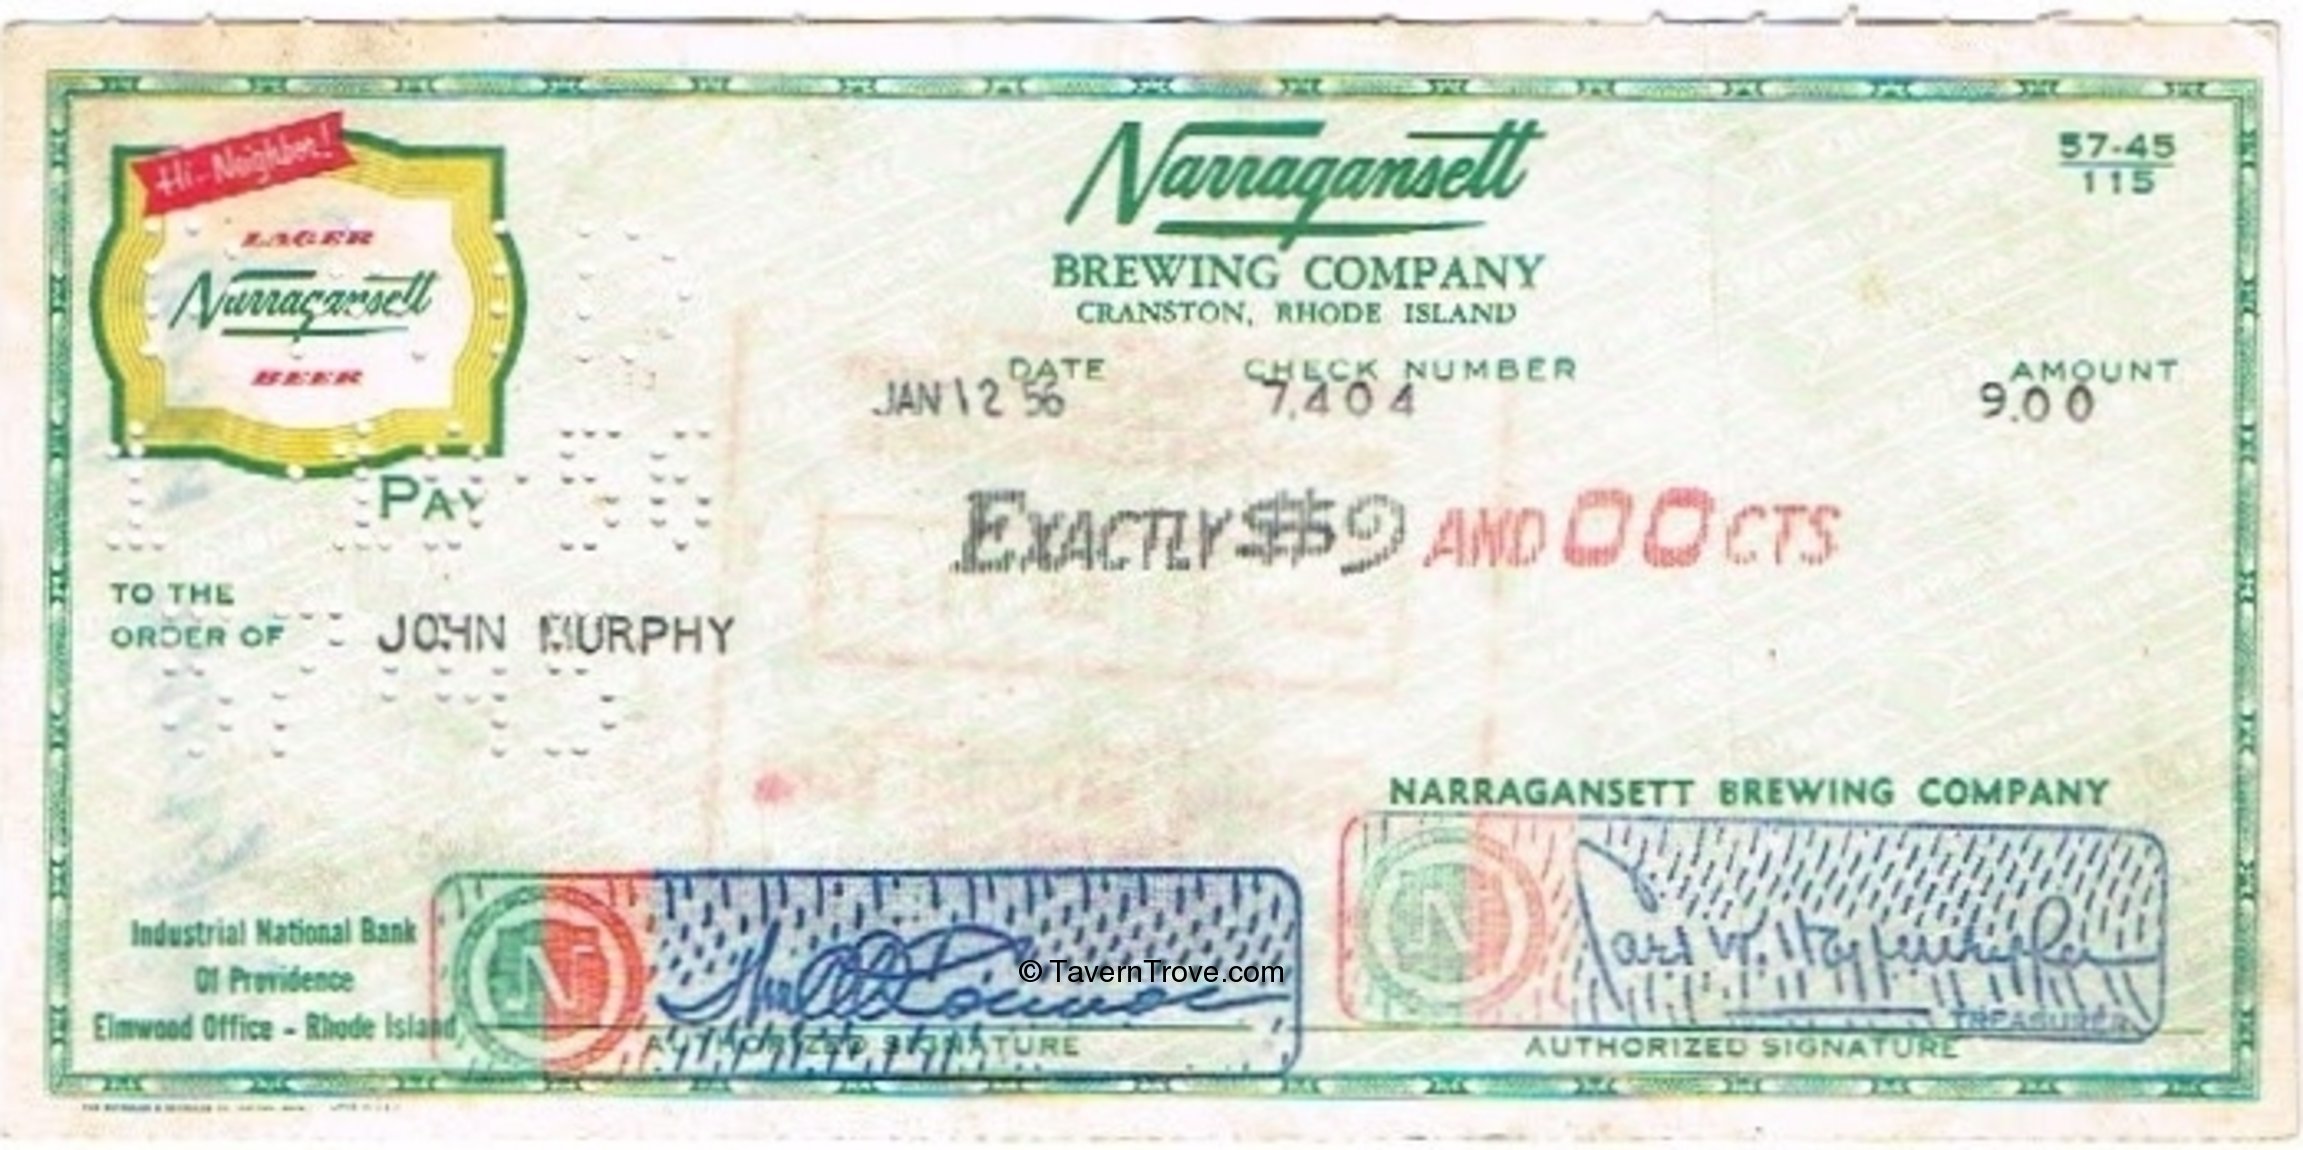 Hi-Neighbor!
LAGER
Narragansett
BEER
Narragansett
BREWING COMPANY
CRANSTON, RHODE ISLAND
57-45
115
DATE CHECK NUMBER AMOUNT
JAN 12 56 7,404 9.00
PAY
EXACTLY $9 AND 00 CTS
TO THE
ORDER OF JOHN MURPHY
NARRAGANSETT BREWING COMPANY
Industrial National Bank
Of Providence
Elmwood Office - Rhode Island
N
N
© TavernTrove.com
TREASURER
AUTHORIZED SIGNATURE
AUTHORIZED SIGNATURE